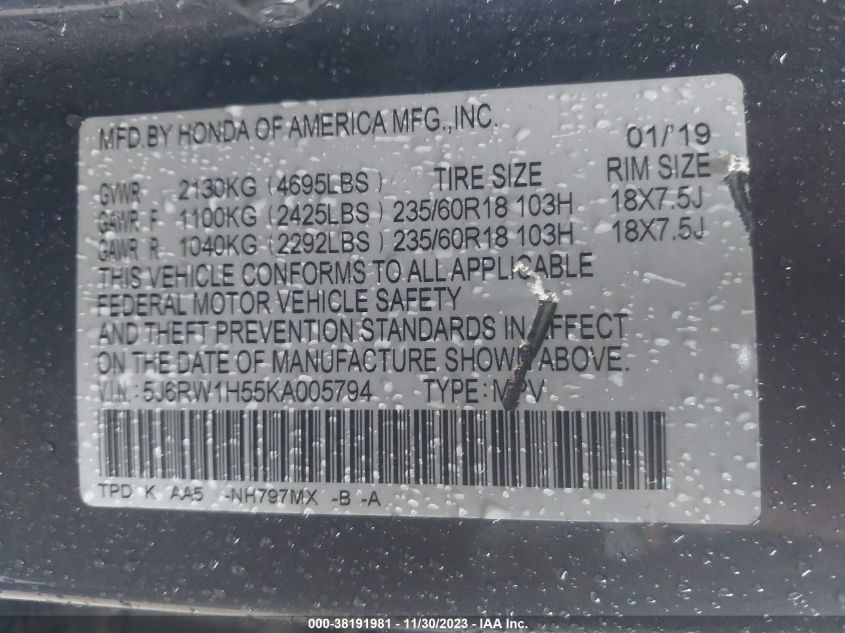 MFD.BY HONDA OF AMERICA MFG.,INC. 01/'19
RIM SIZE
GVWR 2130KG (4695LBS) TIRE SIZE
GAWR F 1100KG (2425LBS) 235/60R18 103H 18X7.5J
GAWR R 1040KG (2292LBS) 235/60R18 103H 18X7.5J
THIS VEHICLE CONFORMS TO ALL APPLICABLE
FEDERAL MOTOR VEHICLE SAFETY
AND THEFT PREVENTION STANDARDS IN EFFECT
ON THE DATE OF MANUFACTURE SHOWN ABOVE.
VIN: 5J6RW1H55KA005794 TYPE: MPV
TPD K AA5 -NH797MX -B -A
000-38191981 - 11/30/2023 - IAA Inc.